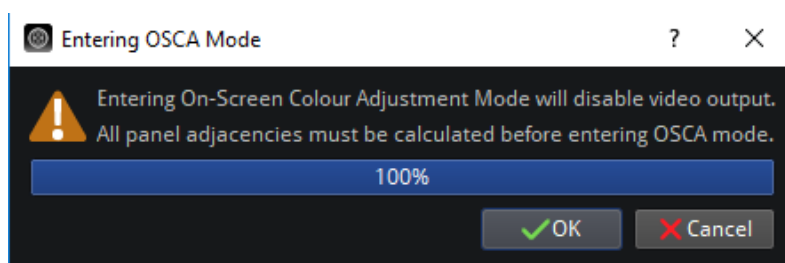 Entering OSCA Mode
?
Entering On-Screen Colour Adjustment Mode will disable video output.
All panel adjacencies must be calculated before entering OSCA mode.
100%
OK
Cancel